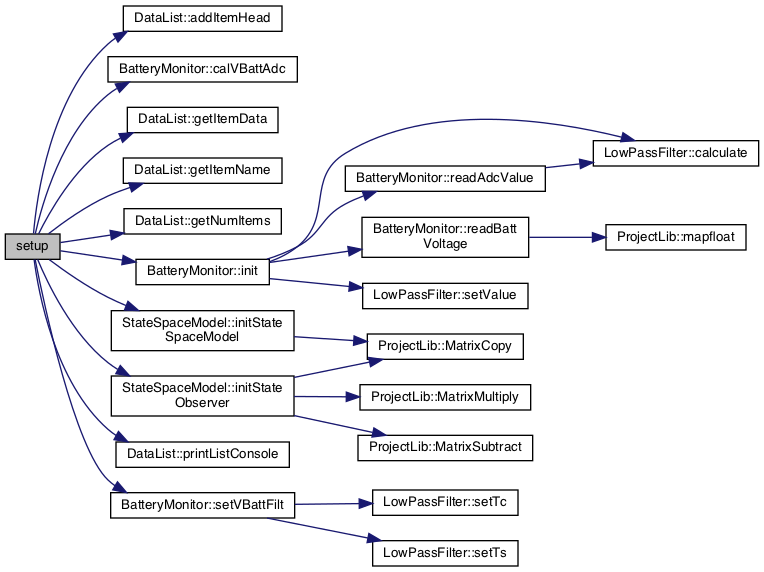 DataList::addItemHead
BatteryMonitor::calVBattAdc
DataList::getItemData
DataList::getItemName
DataList::getNumItems
setup
BatteryMonitor::init
StateSpaceModel::initState
SpaceModel
StateSpaceModel::initState
Observer
DataList::printListConsole
BatteryMonitor::setVBattFilt
BatteryMonitor::readAdcValue
BatteryMonitor::readBatt
Voltage
LowPassFilter::setValue
ProjectLib::MatrixCopy
ProjectLib::MatrixMultiply
ProjectLib::MatrixSubtract
LowPassFilter::setTc
LowPassFilter::setTs
LowPassFilter::calculate
ProjectLib::mapfloat